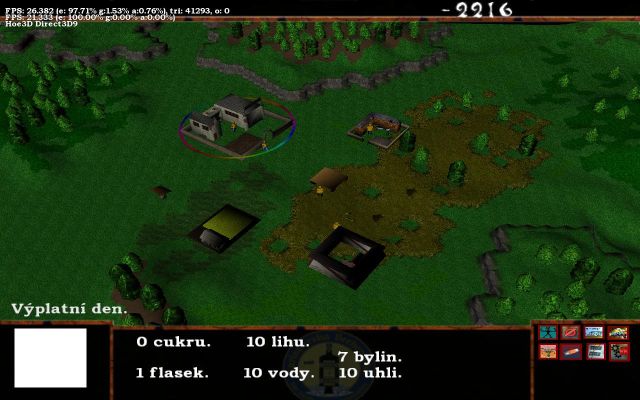 FPS: 26.382 (e: 97.71% g:1.53% a:0.76%), tri: 41293, o: 0
FPS: 21.333 (e: 100.00% g:0.00% a:0.00%)
Hoe3D Direct3D9
-2216
Výplatní den.
0 cukru. 10 lihu.
7 bylin.
1 flasek. 10 vody. 10 uhli.